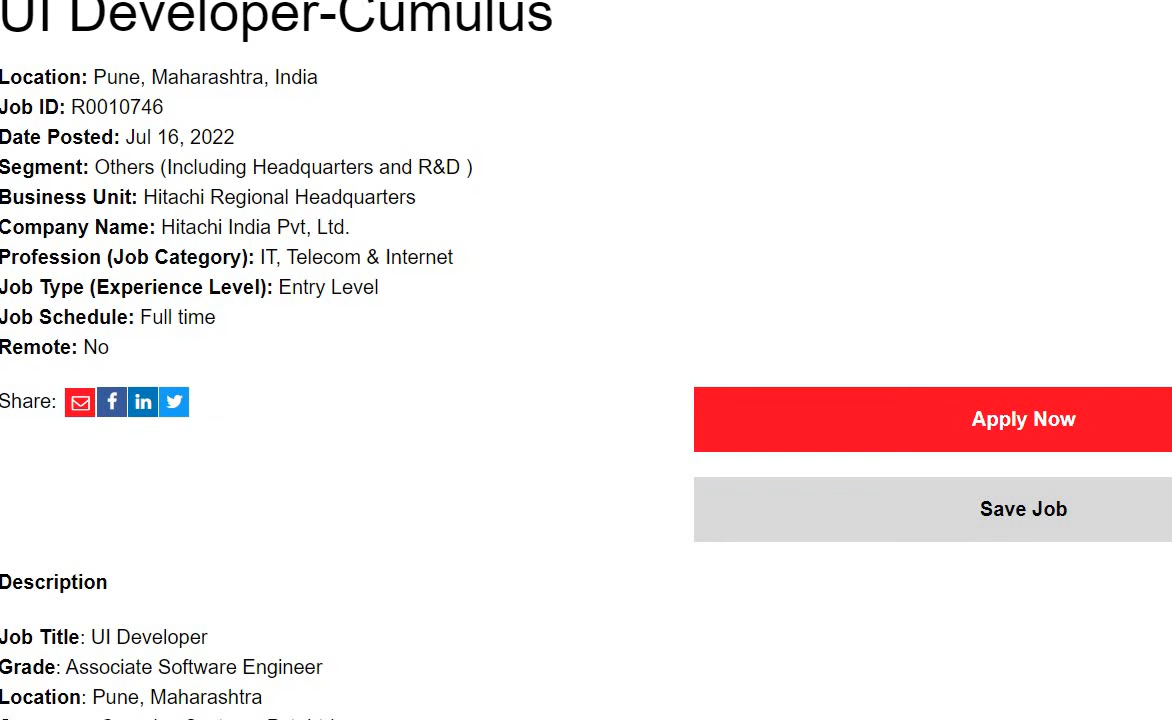 UI Developer-Cumulus
Location: Pune, Maharashtra, India
Job ID: R0010746
Date Posted: Jul 16, 2022
Segment: Others (Including Headquarters and R&D )
Business Unit: Hitachi Regional Headquarters
Company Name: Hitachi India Pvt, Ltd.
Profession (Job Category): IT, Telecom & Internet
Job Type (Experience Level): Entry Level
Job Schedule: Full time
Remote: No
Share:
Apply Now
Save Job
Description
Job Title: UI Developer
Grade: Associate Software Engineer
Location: Pune, Maharashtra